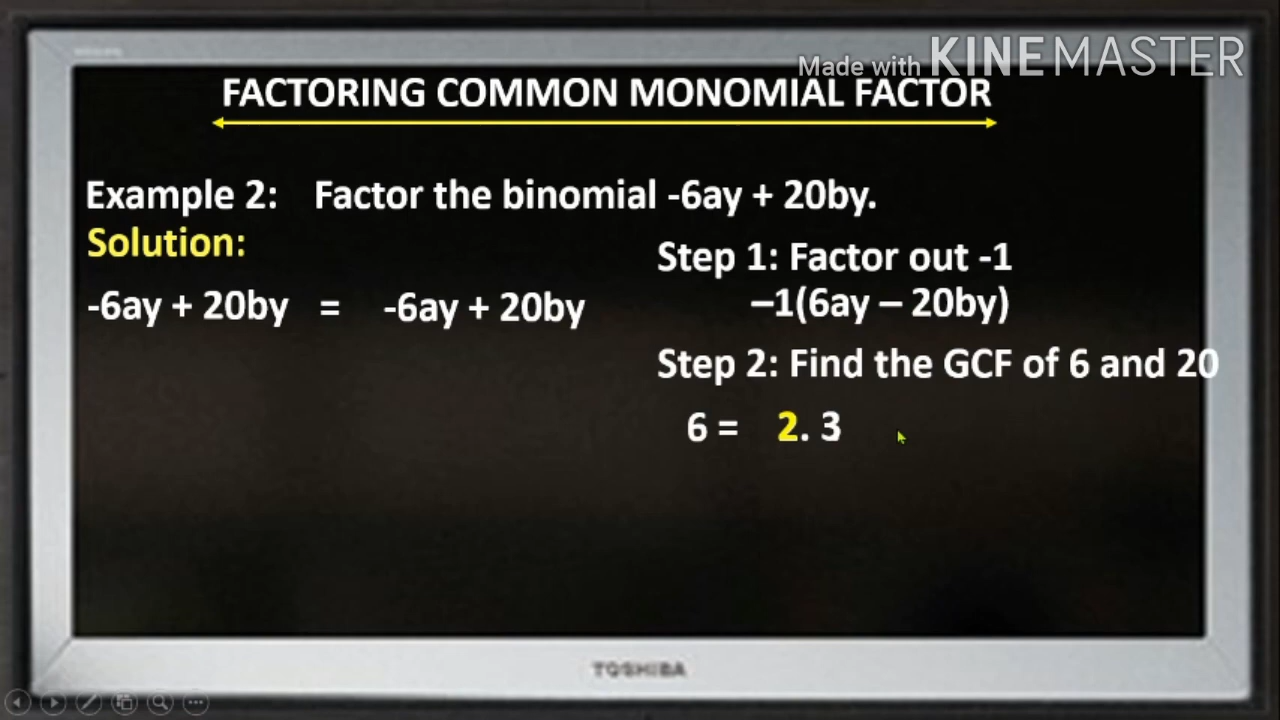 Made with KINEMASTER
FACTORING COMMON MONOMIAL FACTOR
Example 2: Factor the binomial -6ay + 20by.
Solution:
-6ay + 20by = -6ay + 20by
Step 1: Factor out -1
–1(6ay – 20by)
Step 2: Find the GCF of 6 and 20
6 = 2. 3
TOSHIBA